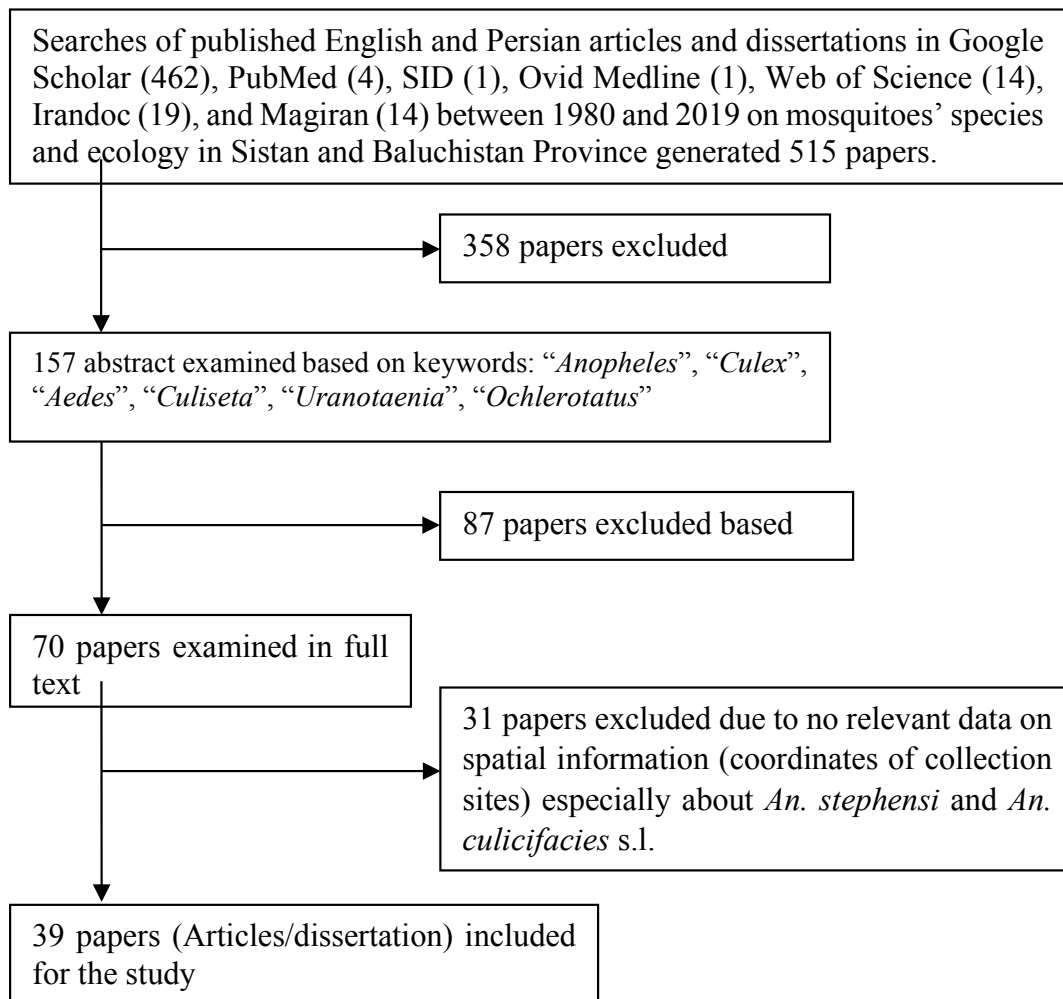 Searches of published English and Persian articles and dissertations in Google
Scholar (462), PubMed (4), SID (1), Ovid Medline (1), Web of Science (14),
Irandoc (19), and Magiran (14) between 1980 and 2019 on mosquitoes’ species
and ecology in Sistan and Baluchistan Province generated 515 papers.
358 papers excluded
157 abstract examined based on keywords: “Anopheles”, “Culex”,
“Aedes”, “Culiseta”, “Uranotaenia”, “Ochlerotatus”
87 papers excluded based
70 papers examined in full
text
31 papers excluded due to no relevant data on
spatial information (coordinates of collection
sites) especially about An. stephensi and An.
culicifacies s.l.
39 papers (Articles/dissertation) included
for the study